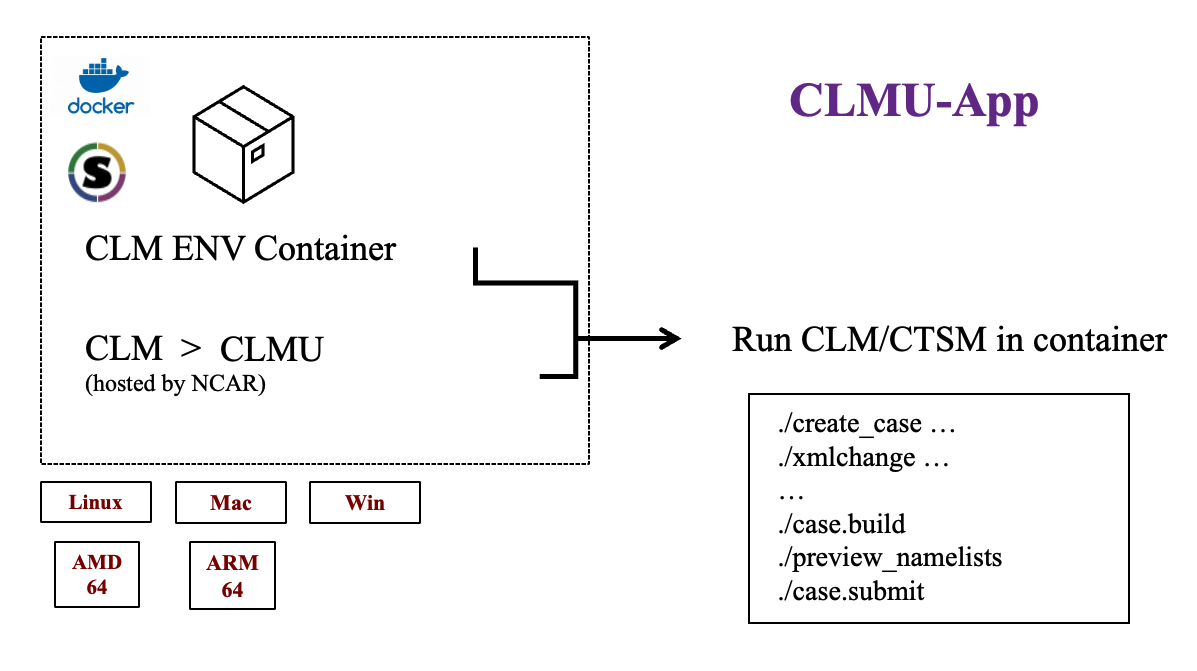 docker
S
CLMU-App
CLM ENV Container
CLM > CLMU
(hosted by NCAR)
Run CLM/CTSM in container
./create_case …
./xmlchange …
…
./case.build
./preview_namelists
./case.submit
Linux
Mac
Win
AMD
64
ARM
64